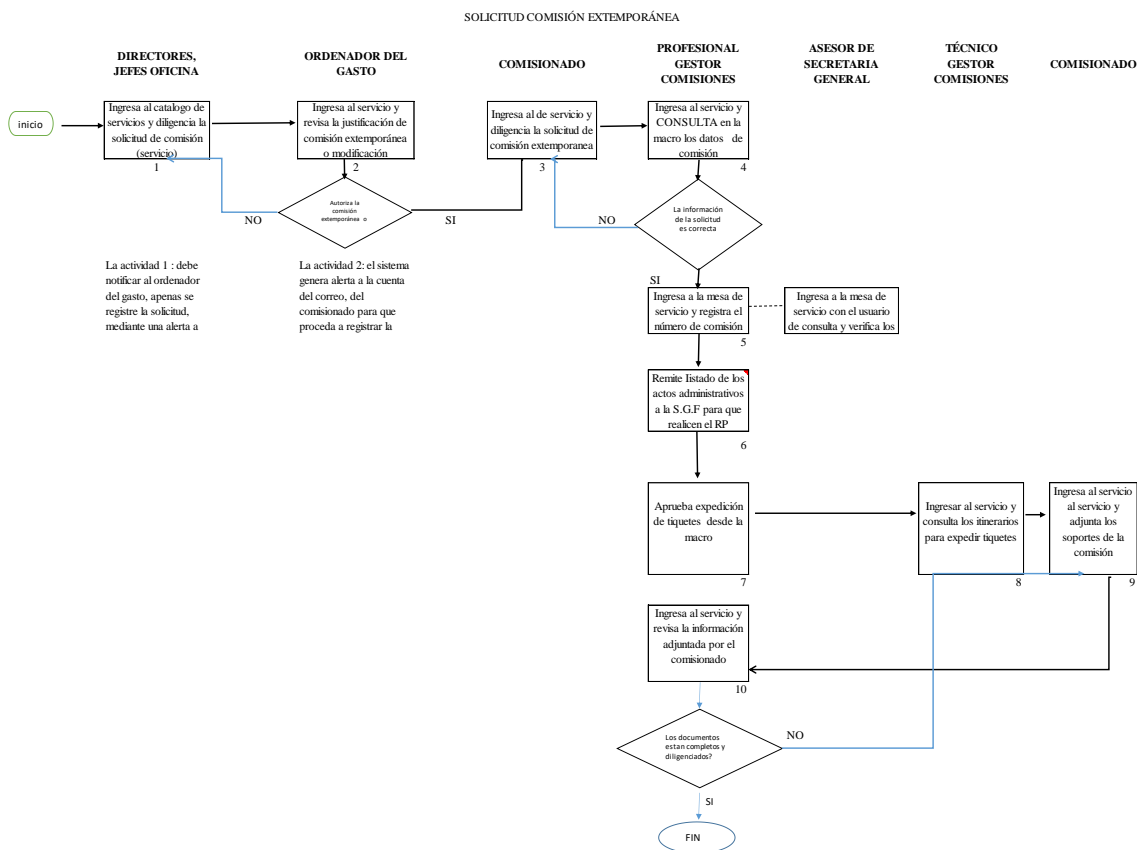 SOLICITUD COMISIÓN EXTEMPORÁNEA
DIRECTORES,
JEFES OFICINA
ORDENADOR DEL
GASTO
COMISIONADO
PROFESIONAL
GESTOR
COMISIONES
ASESOR DE
SECRETARIA
GENERAL
TÉCNICO
GESTOR
COMISIONES
COMISIONADO
inicio
Ingresa al catalogo de
servicios y diligencia la
solicitud de comisión
(servicio)
1
Ingresa al servicio y
revisa la justificación de
comisión extemporánea
o modificación
2
Ingresa al de servicio y
diligencia la solicitud de
comisión extemporanea
3
Ingresa al servicio y
CONSULTA en la
macro los datos de
comisión
4
Autoriza la
comisión
extemporánea o
NO
SI
La información
de la solicitud
es correcta
NO
SI
La actividad 1 : debe
notificar al ordenador
del gasto, apenas se
registre la solicitud,
mediante una alerta a
La actividad 2: el sistema
genera alerta a la cuenta
del correo, del
comisionado para que
proceda a registrar la
Ingresa a la mesa de
servicio y registra el
número de comisión
5
Ingresa a la mesa de
servicio con el usuario
de consulta y verifica los
Remite listado de los
actos administrativos
a la S.G.F para que
realicen el RP
6
Aprueba expedición
de tiquetes desde la
macro
7
Ingresar al servicio y
consulta los itinerarios
para expedir tiquetes
8
Ingresa al servicio
al servicio y
adjunta los
soportes de la
comisión
9
Ingresa al servicio y
revisa la información
adjuntada por el
comisionado
10
Los documentos
estan completos y
diligenciados?
NO
SI
FIN